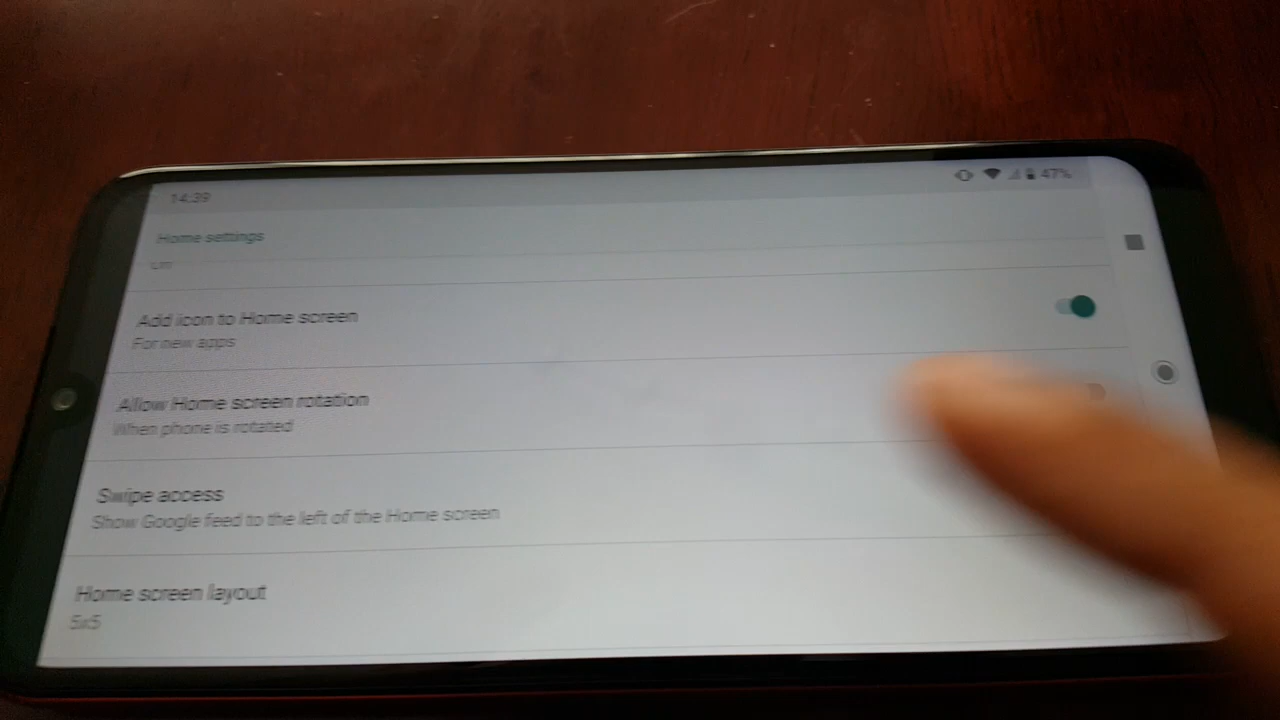 14:39
47%
Home settings
Add icon to Home screen
For new apps
Allow Home screen rotation
When phone is rotated
Swipe access
Show Google feed to the left of the Home screen
Home screen layout
5x5